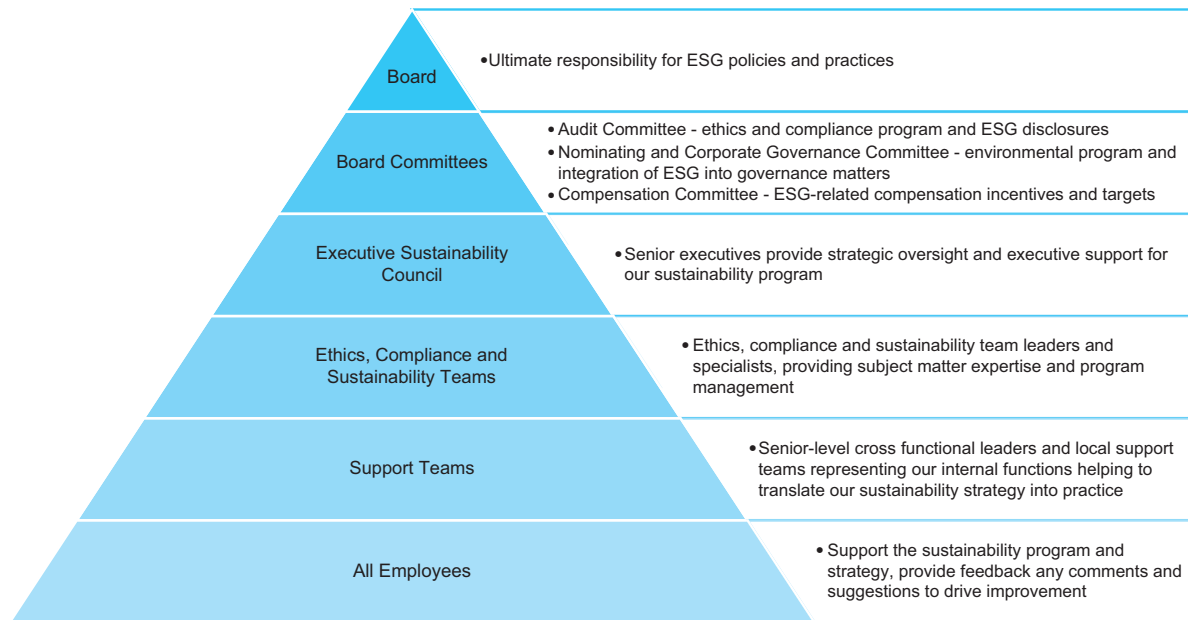 Board
•Ultimate responsibility for ESG policies and practices
Board Committees
• Audit Committee - ethics and compliance program and ESG disclosures
• Nominating and Corporate Governance Committee - environmental program and
integration of ESG into governance matters
• Compensation Committee - ESG-related compensation incentives and targets
Executive Sustainability
Council
• Senior executives provide strategic oversight and executive support for
our sustainability program
Ethics, Compliance and
Sustainability Teams
• Ethics, compliance and sustainability team leaders and
specialists, providing subject matter expertise and program
management
Support Teams
• Senior-level cross functional leaders and local support
teams representing our internal functions helping to
translate our sustainability strategy into practice
All Employees
• Support the sustainability program and
strategy, provide feedback any comments and
suggestions to drive improvement